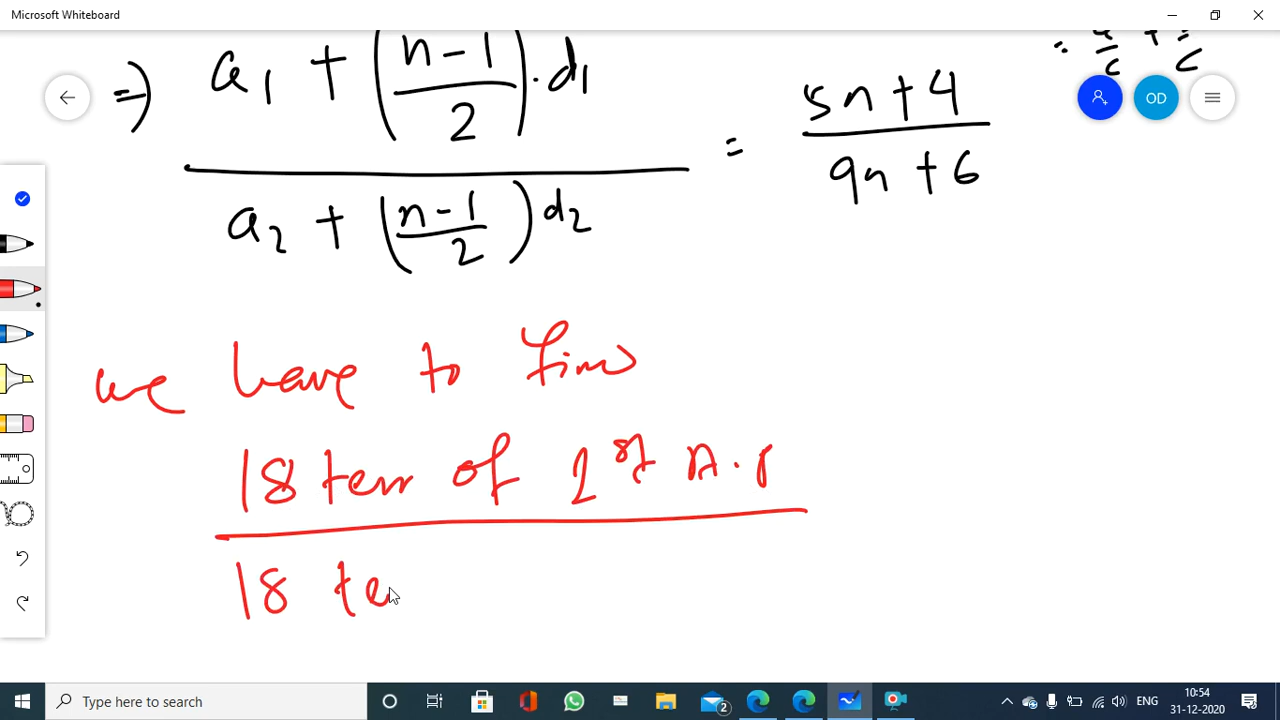 Microsoft Whiteboard
=> (a1 + ((n-1)/2) . d1) / (a2 + ((n-1)/2) d2) = (5n+4) / (9n+6)
OD
we have to find
18 term of 1st A.P
18 te
Type here to search
2
ENG
10:54
31-12-2020